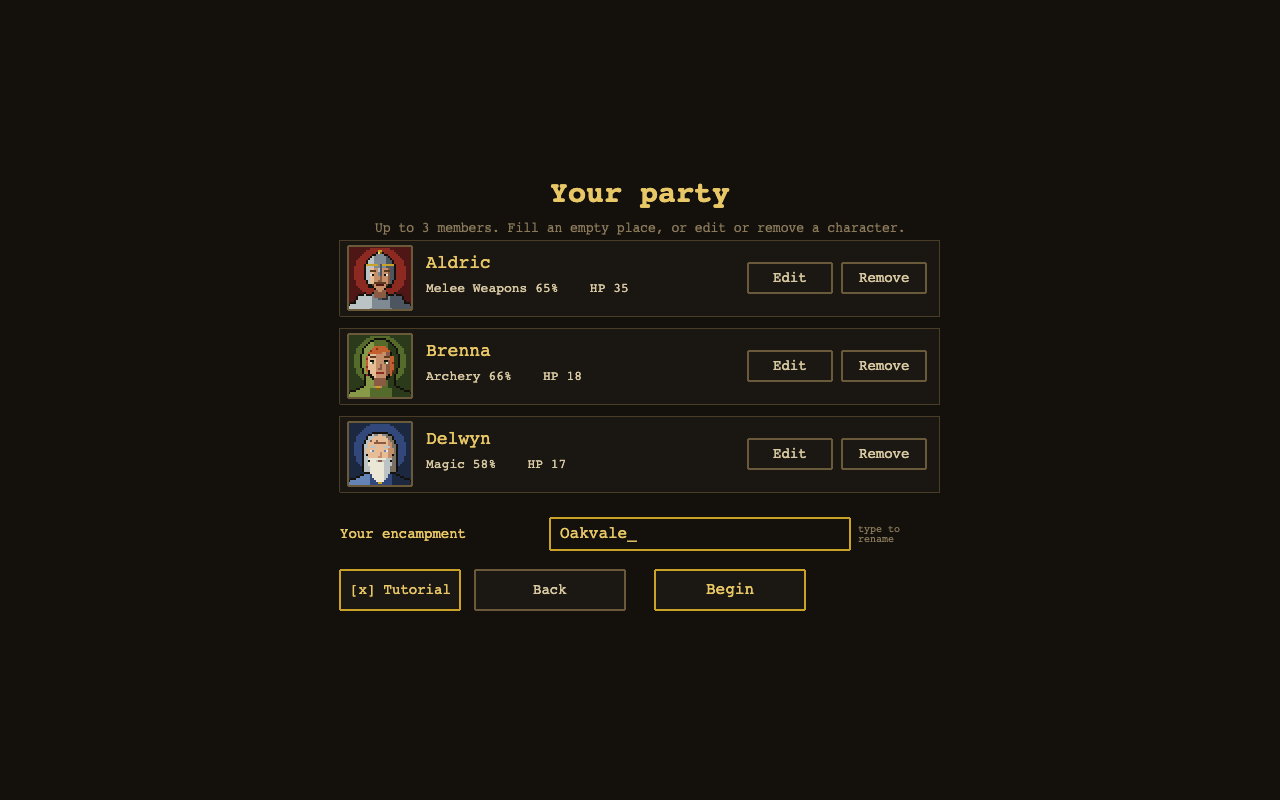 Your party
Up to 3 members. Fill an empty place, or edit or remove a character.
Aldric
Melee Weapons 65% HP 35
Edit Remove
Brenna
Archery 66% HP 18
Edit Remove
Delwyn
Magic 58% HP 17
Edit Remove
Your encampment Oakvale_ type to
rename
[x] Tutorial Back Begin